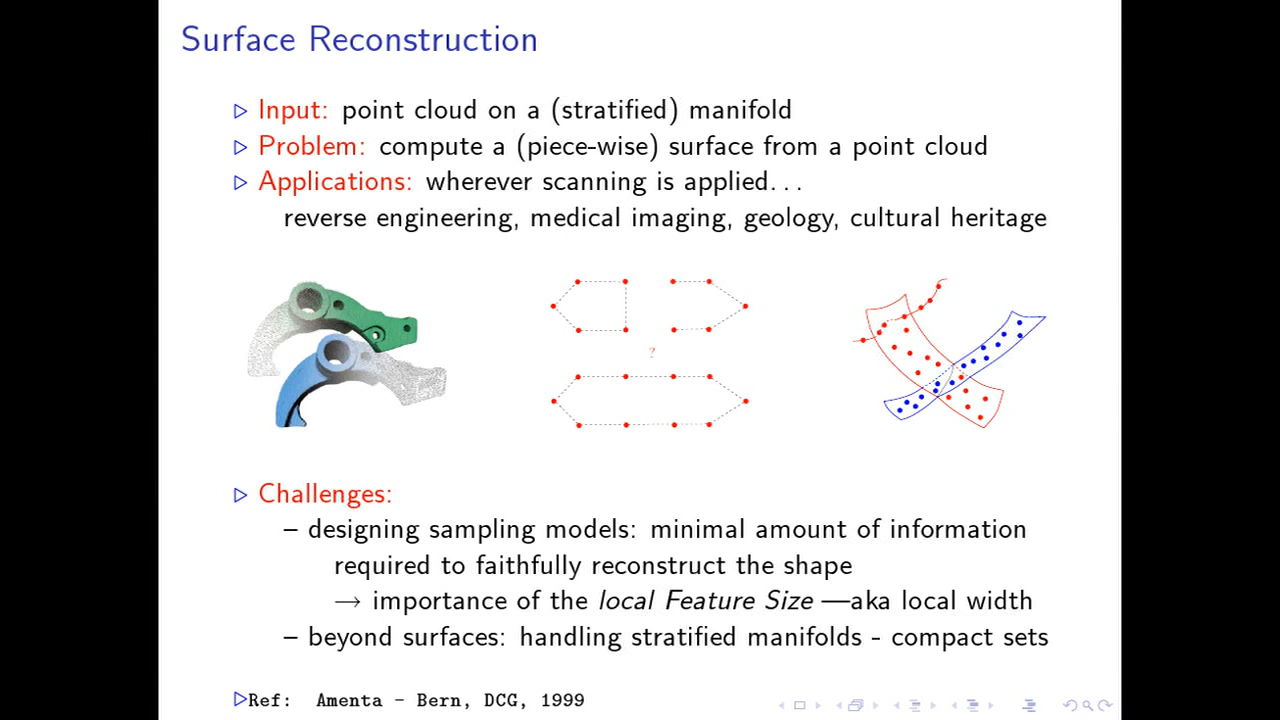 Surface Reconstruction
▷ Input: point cloud on a (stratified) manifold
▷ Problem: compute a (piece-wise) surface from a point cloud
▷ Applications: wherever scanning is applied…
reverse engineering, medical imaging, geology, cultural heritage
?
▷ Challenges:
– designing sampling models: minimal amount of information
required to faithfully reconstruct the shape
→ importance of the local Feature Size —aka local width
– beyond surfaces: handling stratified manifolds - compact sets
▷Ref: Amenta – Bern, DCG, 1999